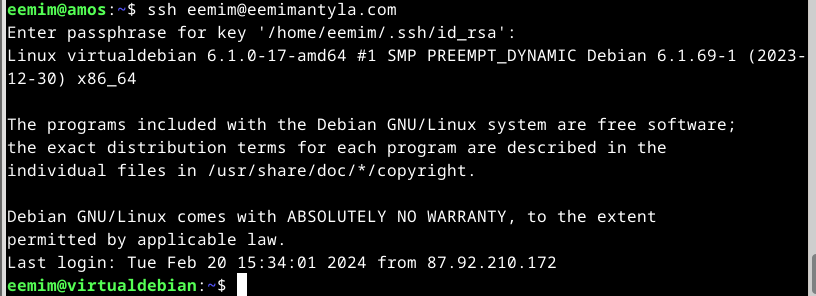 eemim@amos:~$ ssh eemim@eemimantyla.com
Enter passphrase for key '/home/eemim/.ssh/id_rsa':
Linux virtualdebian 6.1.0-17-amd64 #1 SMP PREEMPT_DYNAMIC Debian 6.1.69-1 (2023-
12-30) x86_64

The programs included with the Debian GNU/Linux system are free software;
the exact distribution terms for each program are described in the
individual files in /usr/share/doc/*/copyright.

Debian GNU/Linux comes with ABSOLUTELY NO WARRANTY, to the extent
permitted by applicable law.
Last login: Tue Feb 20 15:34:01 2024 from 87.92.210.172
eemim@virtualdebian:~$